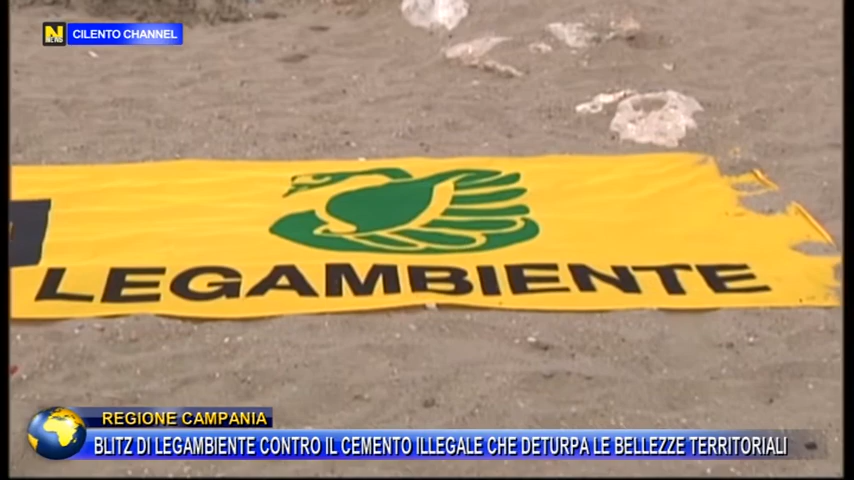 N
CILENTO CHANNEL
LEGAMBIENTE
REGIONE CAMPANIA
BLITZ DI LEGAMBIENTE CONTRO IL CEMENTO ILLEGALE CHE DETURPA LE BELLEZZE TERRITORIALI